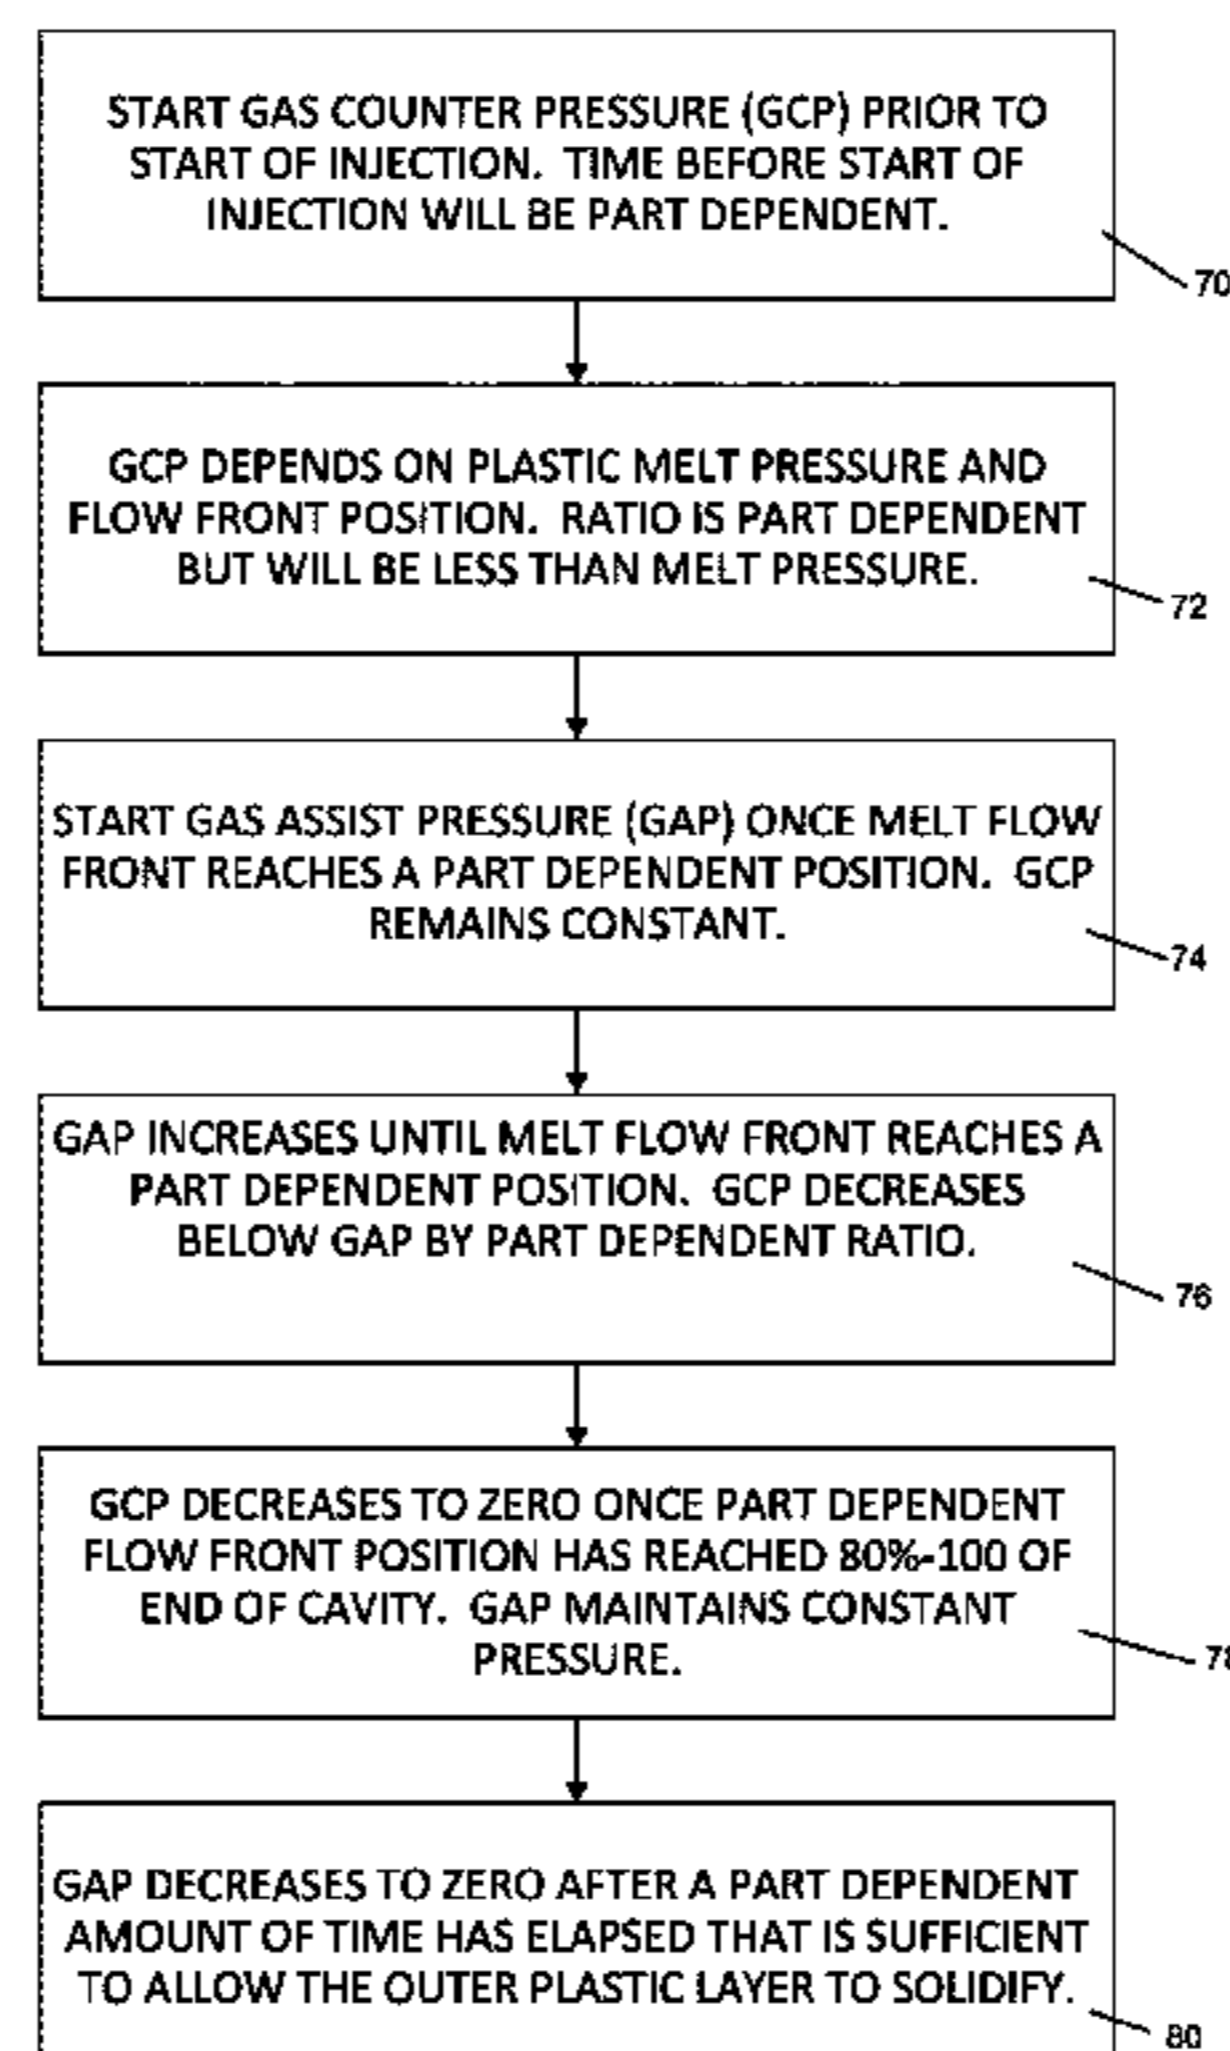 START GAS COUNTER PRESSURE (GCP) PRIOR TO
START OF INJECTION. TIME BEFORE START OF
INJECTION WILL BE PART DEPENDENT.
70
GCP DEPENDS ON PLASTIC MELT PRESSURE AND
FLOW FRONT POSITION. RATIO IS PART DEPENDENT
BUT WILL BE LESS THAN MELT PRESSURE.
72
START GAS ASSIST PRESSURE (GAP) ONCE MELT FLOW
FRONT REACHES A PART DEPENDENT POSITION. GCP
REMAINS CONSTANT.
74
GAP INCREASES UNTIL MELT FLOW FRONT REACHES A
PART DEPENDENT POSITION. GCP DECREASES
BELOW GAP BY PART DEPENDENT RATIO.
76
GCP DECREASES TO ZERO ONCE PART DEPENDENT
FLOW FRONT POSITION HAS REACHED 80%-100 OF
END OF CAVITY. GAP MAINTAINS CONSTANT
PRESSURE.
78
GAP DECREASES TO ZERO AFTER A PART DEPENDENT
AMOUNT OF TIME HAS ELAPSED THAT IS SUFFICIENT
TO ALLOW THE OUTER PLASTIC LAYER TO SOLIDIFY.
80